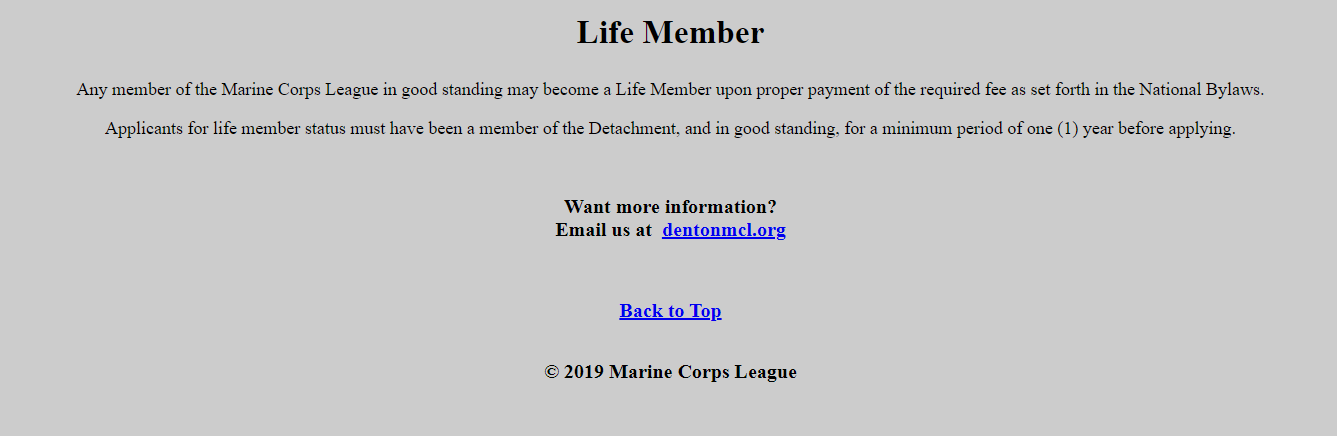 Life Member
Any member of the Marine Corps League in good standing may become a Life Member upon proper payment of the required fee as set forth in the National Bylaws.
Applicants for life member status must have been a member of the Detachment, and in good standing, for a minimum period of one (1) year before applying.
Want more information?
Email us at dentonmcl.org
Back to Top
© 2019 Marine Corps League